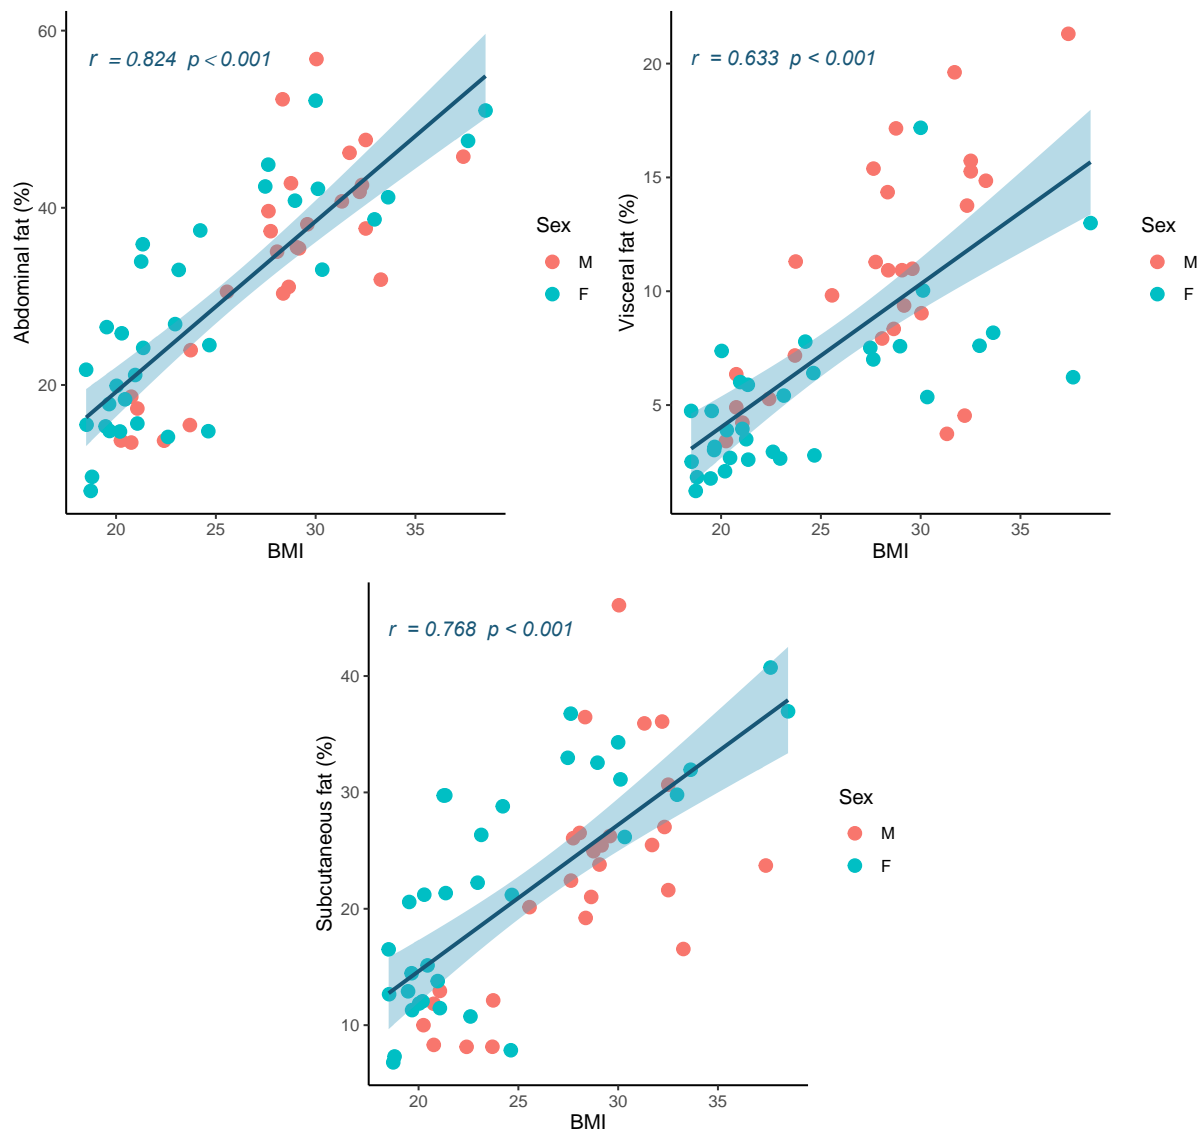 60
40
20
Abdominal fat (%)
r = 0.824 p < 0.001
20 25 30 35
BMI
Sex
M
F
20
15
10
5
Visceral fat (%)
r = 0.633 p < 0.001
20 25 30 35
BMI
Sex
M
F
40
30
20
10
Subcutaneous fat (%)
r = 0.768 p < 0.001
20 25 30 35
BMI
Sex
M
F